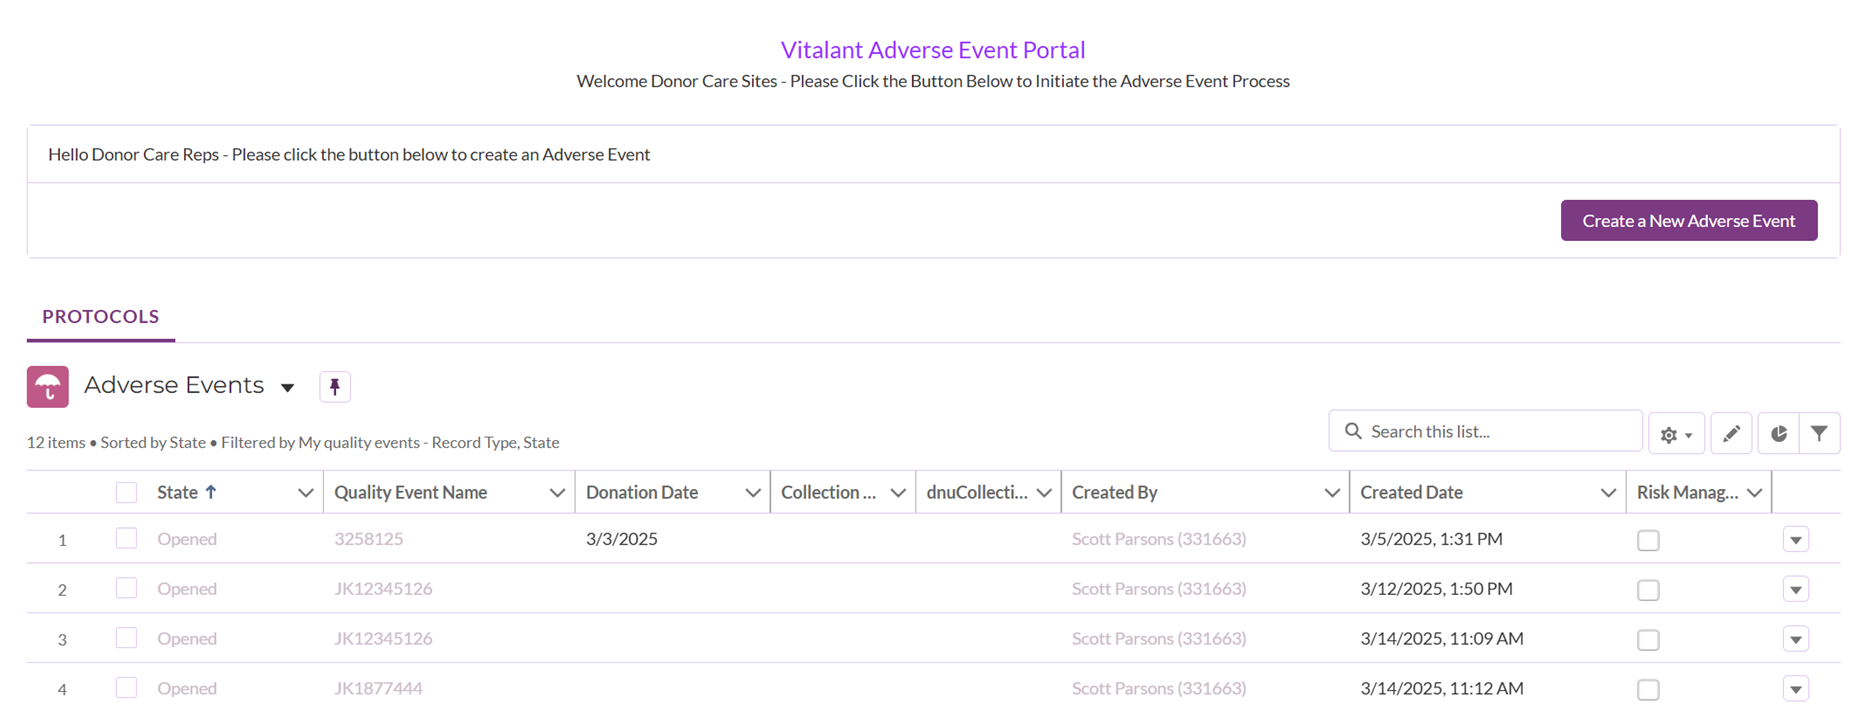 Vitalant Adverse Event Portal
Welcome Donor Care Sites - Please Click the Button Below to Initiate the Adverse Event Process
Hello Donor Care Reps - Please click the button below to create an Adverse Event
Create a New Adverse Event
PROTOCOLS
Adverse Events
12 items • Sorted by State • Filtered by My quality events - Record Type, State
Search this list...
State Quality Event Name Donation Date Collection ... dnuCollecti... Created By Created Date Risk Manag...
1 Opened 3258125 3/3/2025 Scott Parsons (331663) 3/5/2025, 1:31 PM
2 Opened JK12345126 Scott Parsons (331663) 3/12/2025, 1:50 PM
3 Opened JK12345126 Scott Parsons (331663) 3/14/2025, 11:09 AM
4 Opened JK1877444 Scott Parsons (331663) 3/14/2025, 11:12 AM